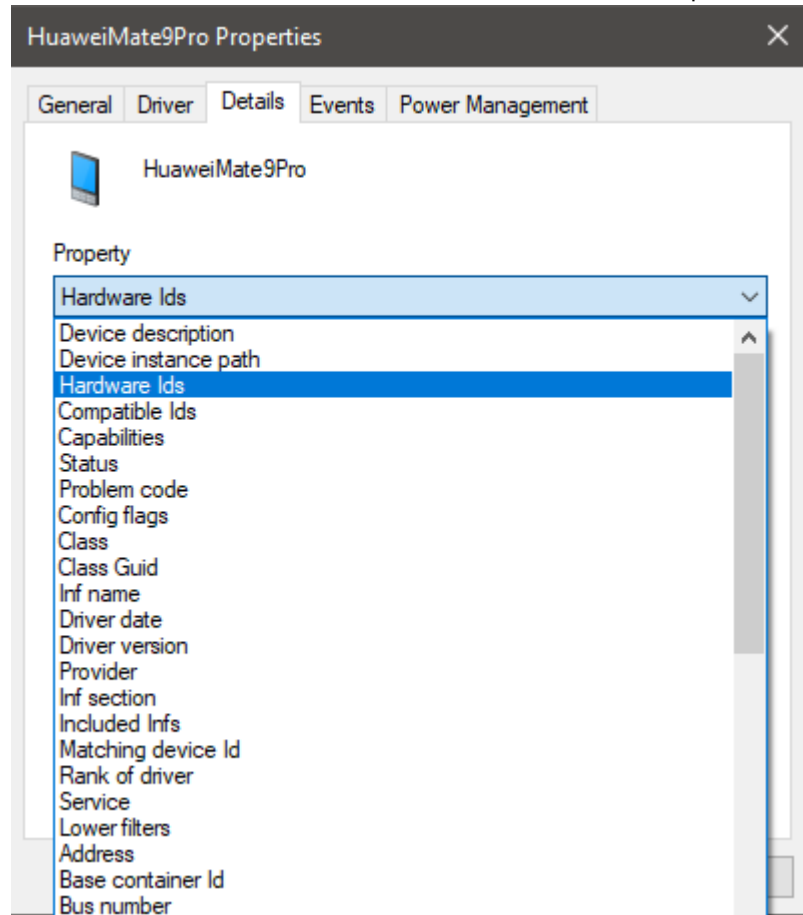 HuaweiMate9Pro Properties
General Driver Details Events Power Management
HuaweiMate9Pro
Property
Hardware Ids
Device description
Device instance path
Hardware Ids
Compatible Ids
Capabilities
Status
Problem code
Config flags
Class
Class Guid
Inf name
Driver date
Driver version
Provider
Inf section
Included Infs
Matching device Id
Rank of driver
Service
Lower filters
Address
Base container Id
Bus number